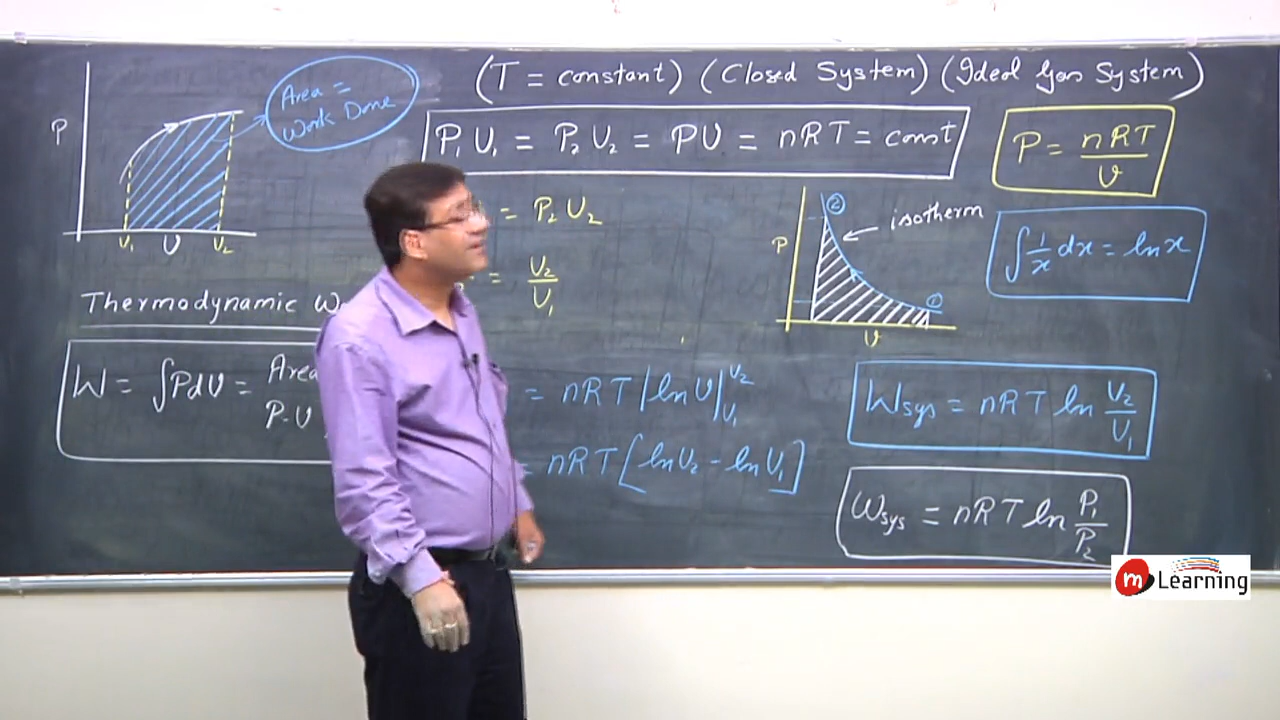 (T = constant) (Closed System) (Ideal Gas System)
P
V₁ V V₂
Area =
Work Done
P₁V₁ = P₂V₂ = PV = nRT = const
P = nRT/V
= P₂V₂
= V₂/V₁
P
② isotherm
①
V
∫ 1/x dx = ln x
Thermodynamic
W = ∫PdV = Area
P-V
= nRT |ln V|V₂ V₁
= nRT [ln V₂ - ln V₁]
Wsys = nRT ln V₂/V₁
Wsys = nRT ln P₁/P₂
m Learning